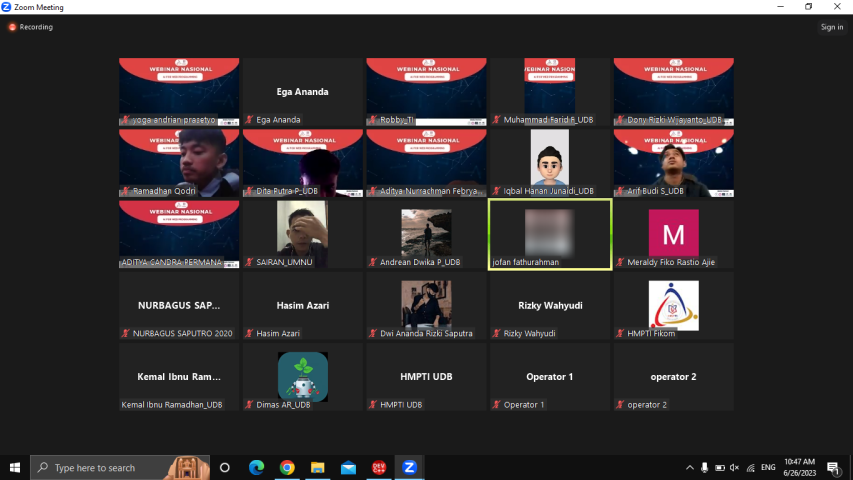 Zoom Meeting
Recording
Sign in
WEBINAR NASIONAL
yoga andrian prasetyo
Ega Ananda
Ega Ananda
WEBINAR NASIONAL
Robby_TI
WEBINAR NASIONAL
Muhammad Farid F_UDB
WEBINAR NASIONAL
Dony Rizki Wijayanto_UDB
Ramadhan Qodri
Dita Putra P_UDB
WEBINAR NASIONAL
Aditya Nurrachman Febrya...
Iqbal Hanan Junaidi_UDB
Arif Budi S_UDB
WEBINAR NASIONAL
ADITYA CANDRA PERMANA
SAIRAN_UMNU
Andrean Dwika P_UDB
jofan fathurahman
M
Meraldy Fiko Rastio Ajie
NURBAGUS SAP...
NURBAGUS SAPUTRO 2020
Hasim Azari
Hasim Azari
Dwi Ananda Rizki Saputra
Rizky Wahyudi
Rizky Wahyudi
HMPTI Fikom
Kemal Ibnu Ram...
Kemal Ibnu Ramadhan_UDB
Dimas AR_UDB
HMPTI UDB
HMPTI UDB
Operator 1
Operator 1
operator 2
operator 2
Type here to search
DEV
C++
ENG
10:47 AM
6/26/2023
1